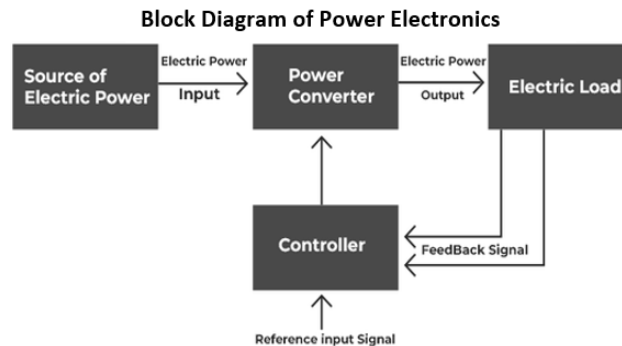 Block Diagram of Power Electronics
Source of
Electric Power
Electric Power
Input
Power
Converter
Electric Power
Output
Electric Load
Controller
FeedBack Signal
Reference input Signal